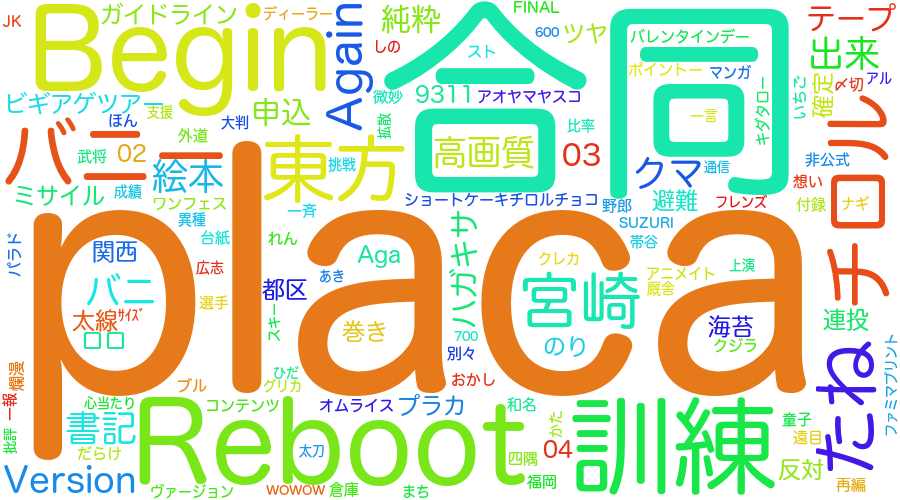 JK
Begin
ガイドライン
ディーラー
Again
純粋
しの
FINAL
600
ツヤ
スト
合同
バレンタインデー
ポイントー
マンガ
テープ
出来
ビギアゲツアー
支援
ほん
申込
大判
微妙
9311
アオヤマヤスコ
一言
キダタロー
いちご
確定
〆切
アル
バニー
武将
02
外道
東方
挑戦
拡散
高画質
比率
03
クマ
通信
非公式
チロル
ミサイル
成績
絵本
ワンフェス
異種
一斉
ショートケーキチロルチョコ
野郎
避難
フレンズ
想い
付録
ナギ
SUZURI
パラド
関西
台紙
れん
Aga
ハガキサ
クレカ
帯谷
上演
placa
バニ
広志
選手
都区
あき
宮崎
アニメイト
厩舎
太線
サイズ
スキー
巻き
700
のり
海苔
クジラ
連投
別々
たね
ファミマプリント
爛漫
一報
批評
心当たり
ブル
ひだ
グリカ
おかし
書記
だらけ
Reboot
コンテンツ
オムライス
プラカ
和名
かた
訓練
童子
遠目
太刀
四隅
04
反対
Version
ヴァージョン
wowow
倉庫
まち
福岡
再編